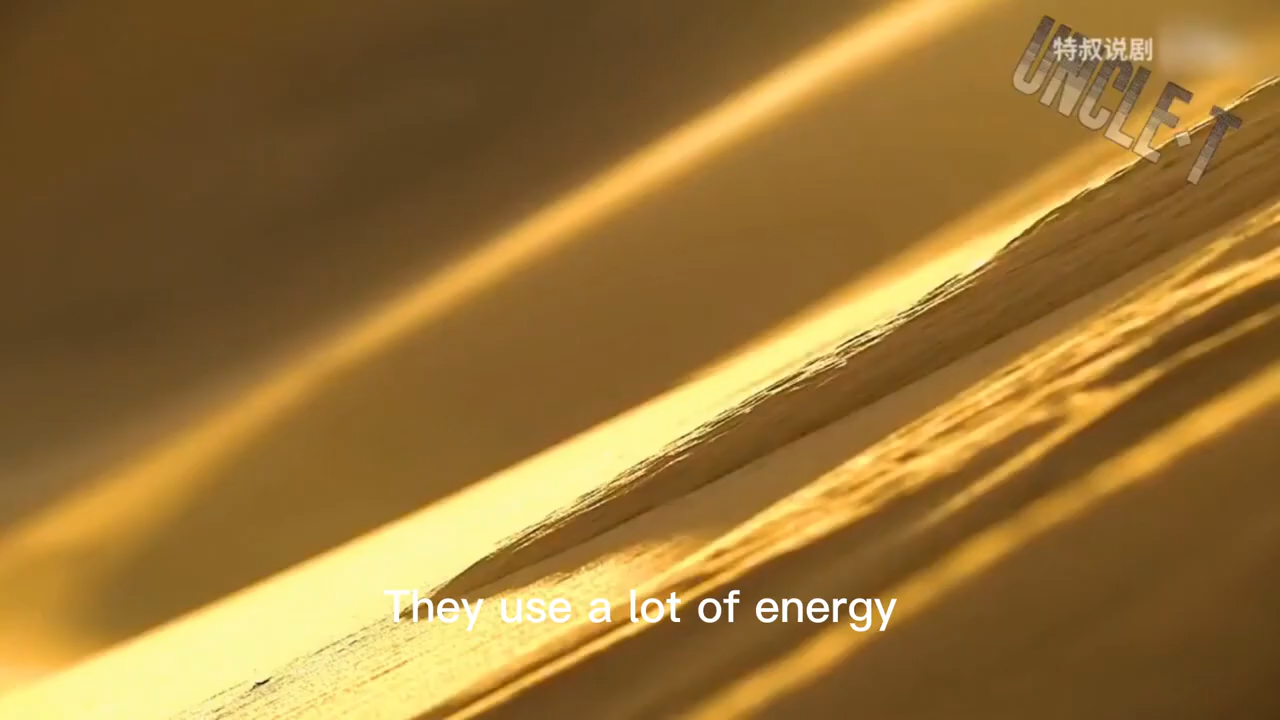 特叔说剧
UNCLE·T
They use a lot of energy